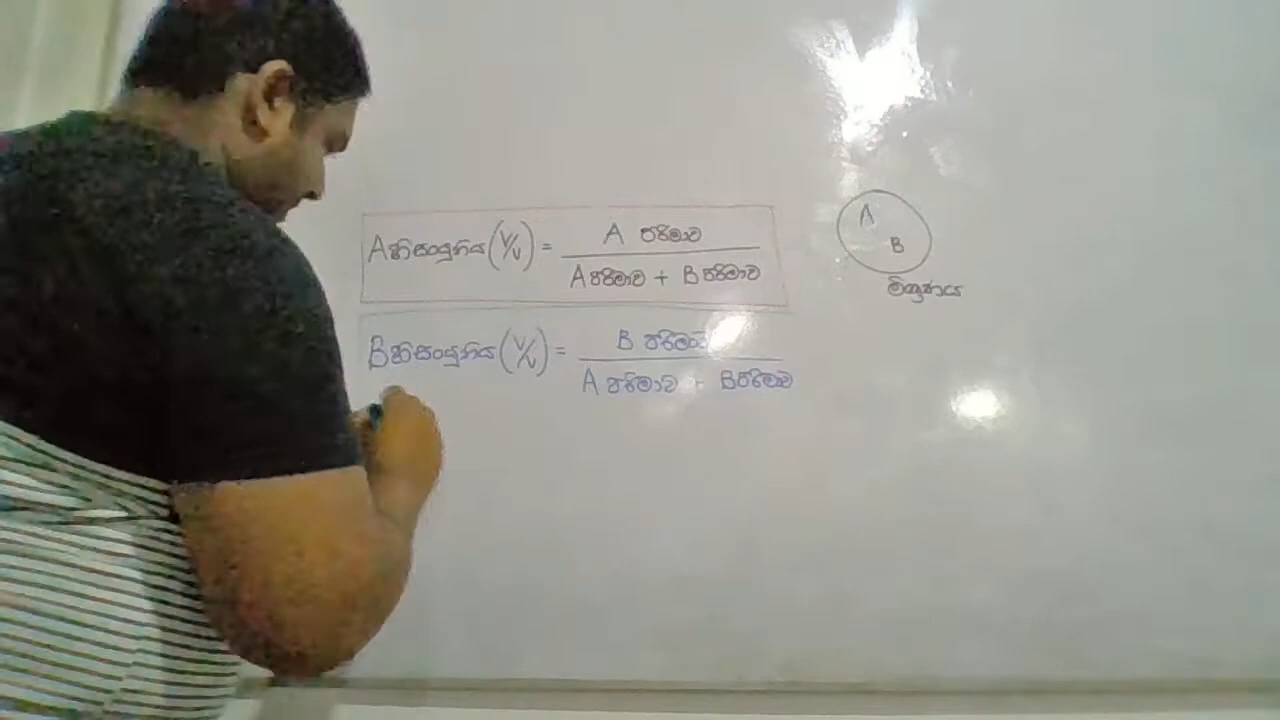 A හි සංයුතිය (V/V) = A පරිමාව / A පරිමාව + B පරිමාව
B හි සංයුතිය (V/V) = B පරිමාව / A පරිමාව + B පරිමාව
A
B
මිශ්‍රණය